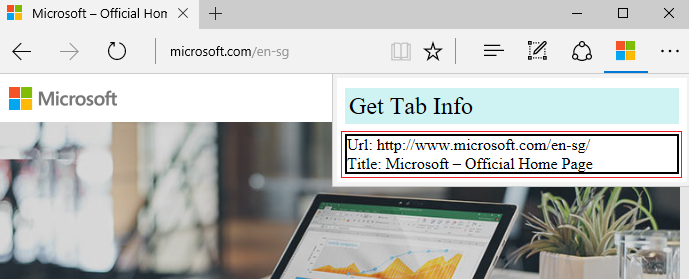 Microsoft – Official Hom
microsoft.com/en-sg
Microsoft
Get Tab Info
Url: http://www.microsoft.com/en-sg/
Title: Microsoft – Official Home Page